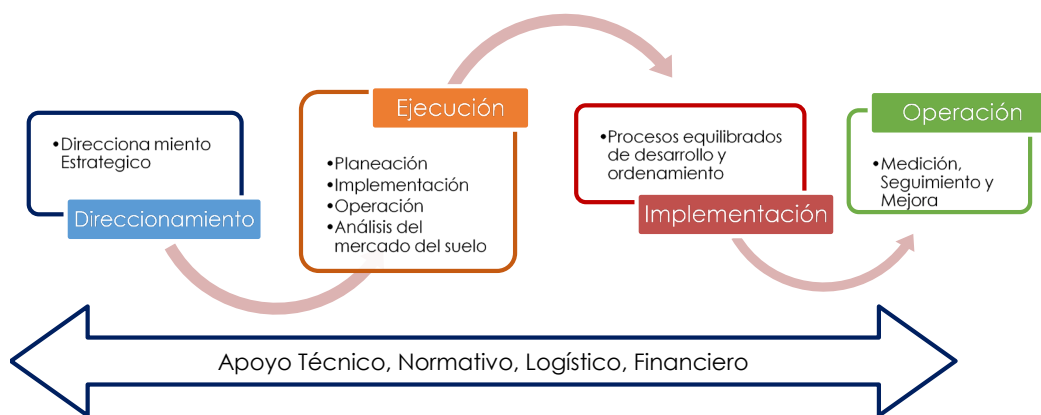 •Direcciona miento
Estrategico
Direccionamiento
Ejecución
•Planeación
•Implementación
•Operación
•Análisis del
mercado del suelo
•Procesos equilibrados
de desarrollo y
ordenamiento
Implementación
Operación
•Medición,
Seguimiento y
Mejora
Apoyo Técnico, Normativo, Logístico, Financiero